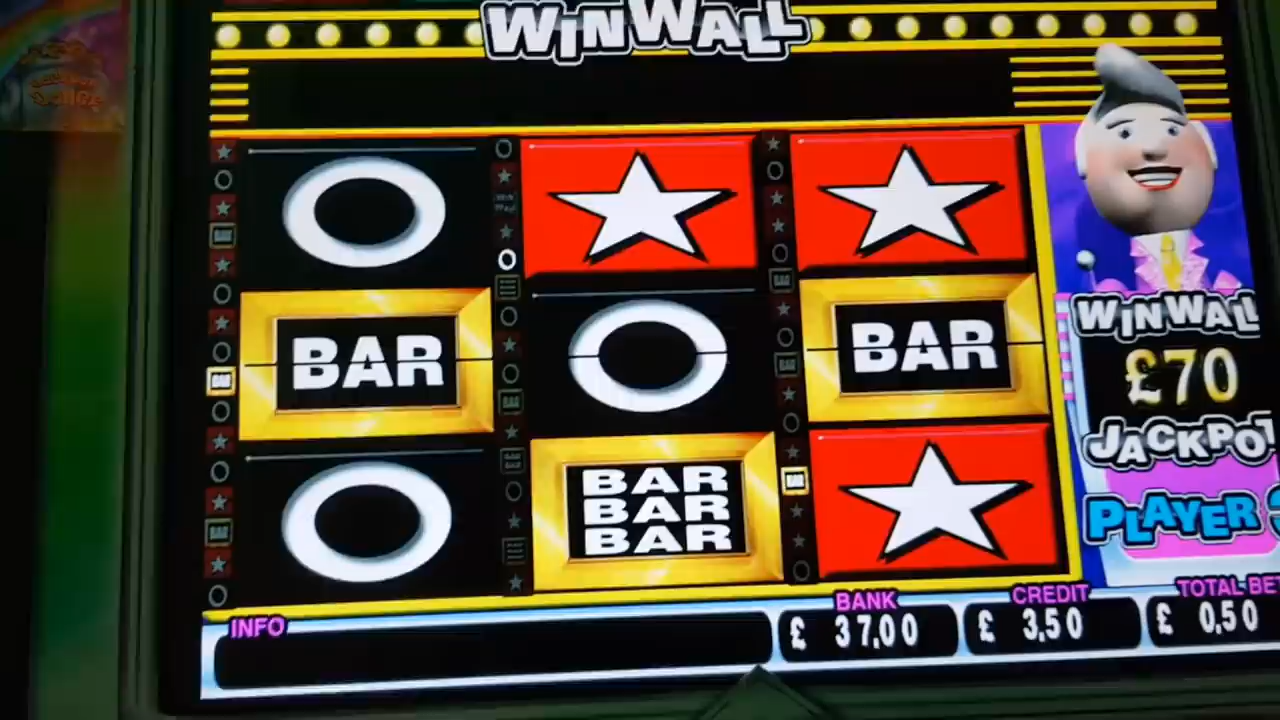 WINWALL
BAR
BAR
BAR
BAR
BAR
WINWALL
£70
JACKPOT
PLAYER
INFO
BANK
£ 37,00
CREDIT
£ 3,50
TOTAL BE
£ 0,50